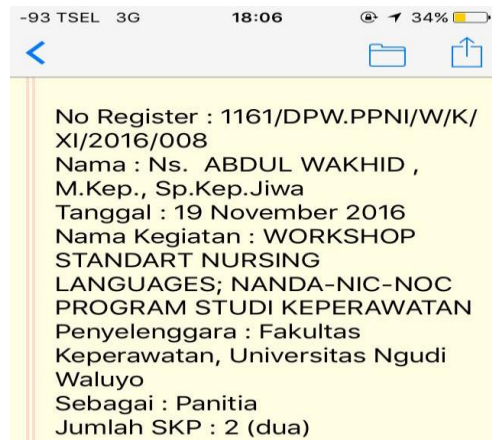 -93 TSEL 3G 18:06 34%
No Register : 1161/DPW.PPNI/W/K/
XI/2016/008
Nama : Ns. ABDUL WAKHID ,
M.Kep., Sp.Kep.Jiwa
Tanggal : 19 November 2016
Nama Kegiatan : WORKSHOP
STANDART NURSING
LANGUAGES; NANDA-NIC-NOC
PROGRAM STUDI KEPERAWATAN
Penyelenggara : Fakultas
Keperawatan, Universitas Ngudi
Waluyo
Sebagai : Panitia
Jumlah SKP : 2 (dua)